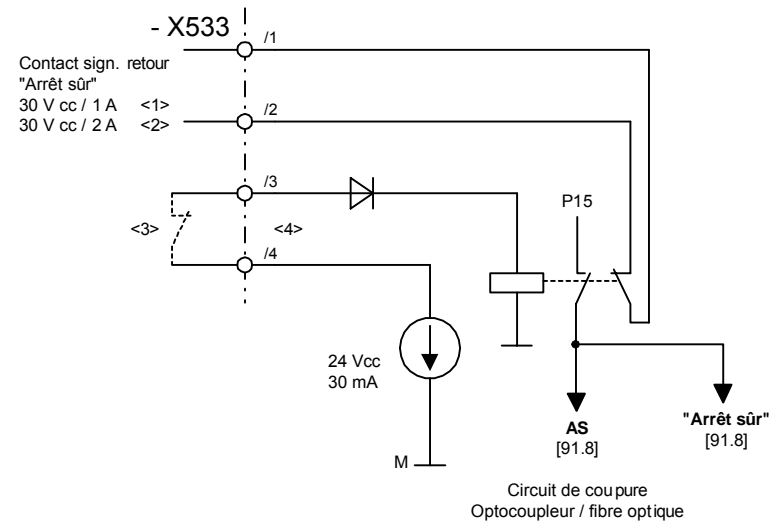 - X533
/1
Contact sign. retour
"Arrêt sûr"
30 V cc / 1 A <1>
30 V cc / 2 A <2>
/2
/3
P15
<3>
<4>
/4
24 Vcc
30 mA
AS
[91.8]
"Arrêt sûr"
[91.8]
M
Circuit de coupure
Optocoupleur / fibre optique